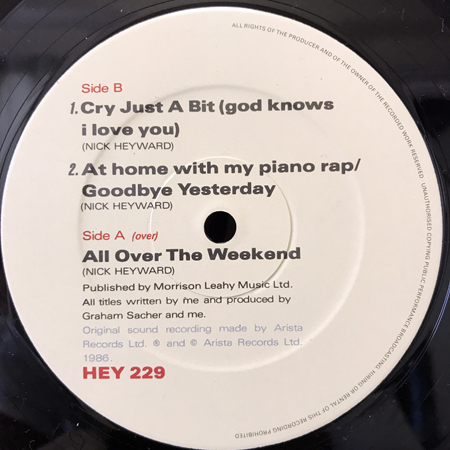 ALL RIGHTS OF THE PRODUCER AND OF THE OWNER OF THE RECORDED WORK RESERVED · UNAUTHORISED COPYING PUBLIC PERFORMANCE BROADCASTING, HIRING OR RENTAL OF THIS RECORDING PROHIBITED
Side B
1. Cry Just A Bit (god knows
i love you)
(NICK HEYWARD)
2. At home with my piano rap/
Goodbye Yesterday
(NICK HEYWARD)
Side A (over)
All Over The Weekend
(NICK HEYWARD)
Published by Morrison Leahy Music Ltd.
All titles written by me and produced by
Graham Sacher and me.
Original sound recording made by Arista
Records Ltd. ℗ and © Arista Records Ltd.
1986.
HEY 229